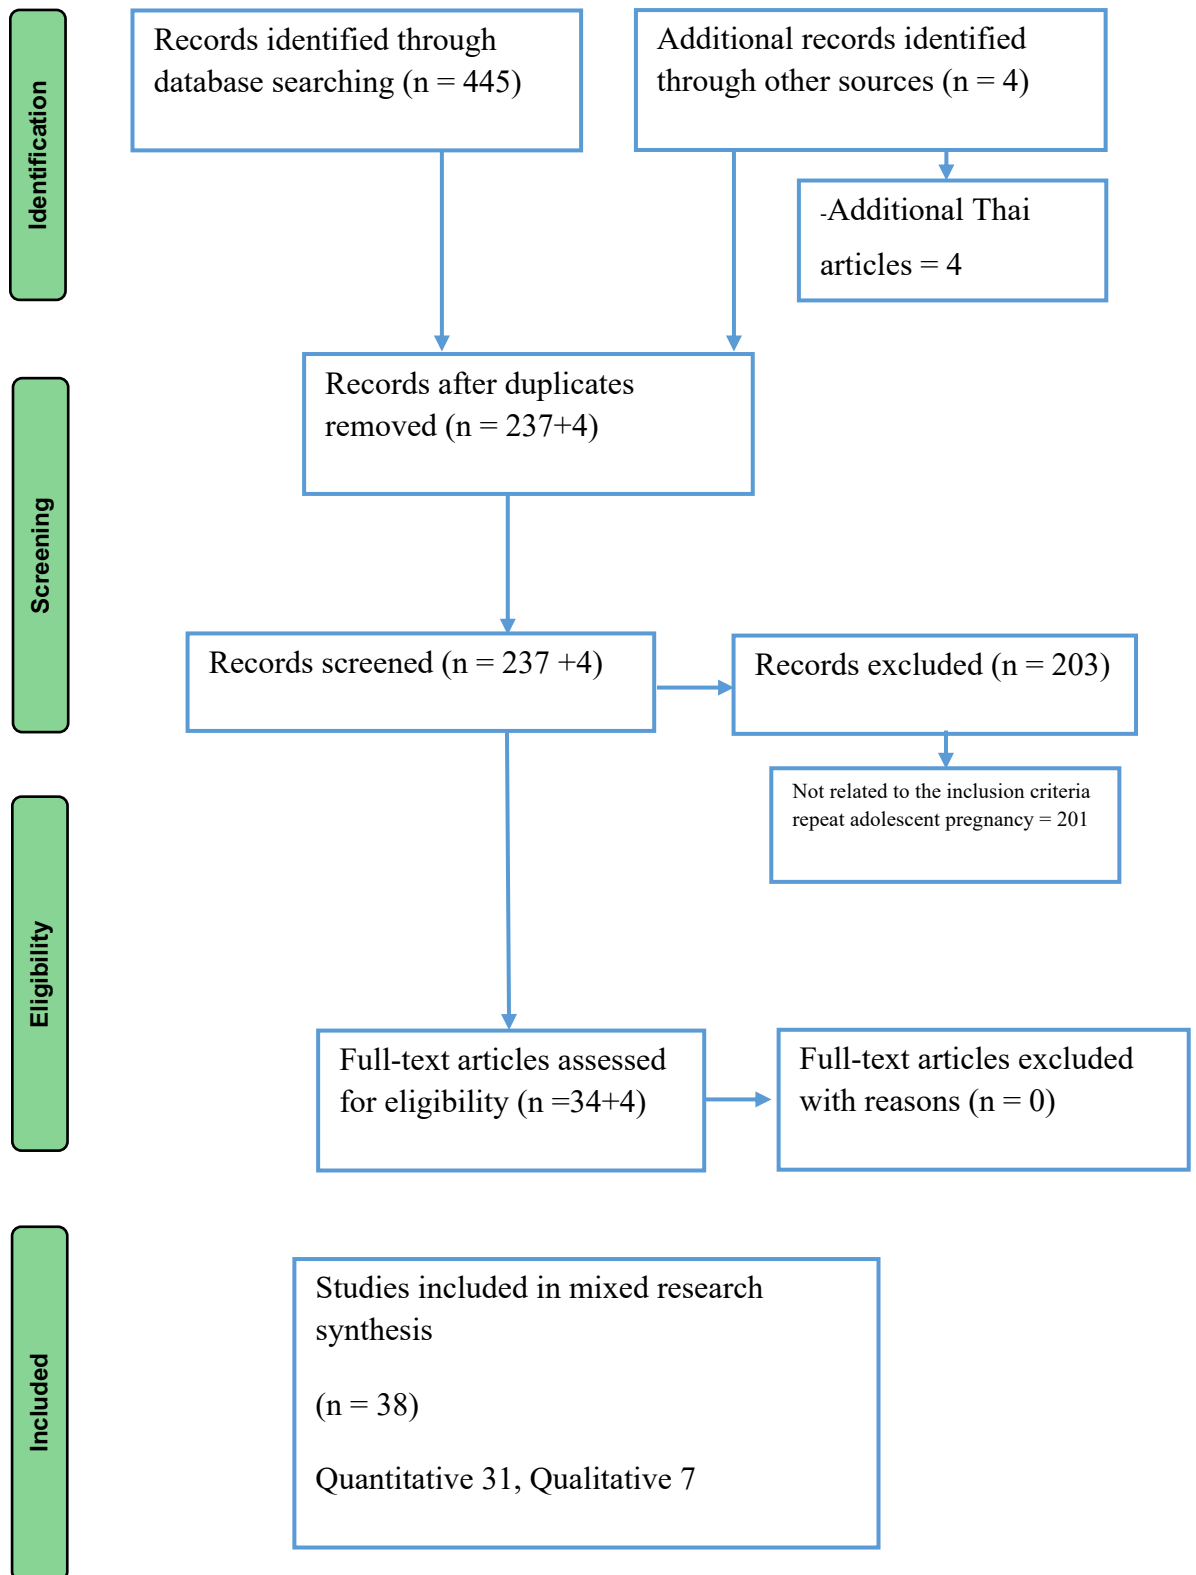 Identification
Records identified through
database searching (n = 445)
Additional records identified
through other sources (n = 4)
-Additional Thai
articles = 4
Screening
Records after duplicates
removed (n = 237+4)
Records screened (n = 237 +4)
Records excluded (n = 203)
Not related to the inclusion criteria
repeat adolescent pregnancy = 201
Eligibility
Full-text articles assessed
for eligibility (n =34+4)
Full-text articles excluded
with reasons (n = 0)
Included
Studies included in mixed research
synthesis
(n = 38)
Quantitative 31, Qualitative 7